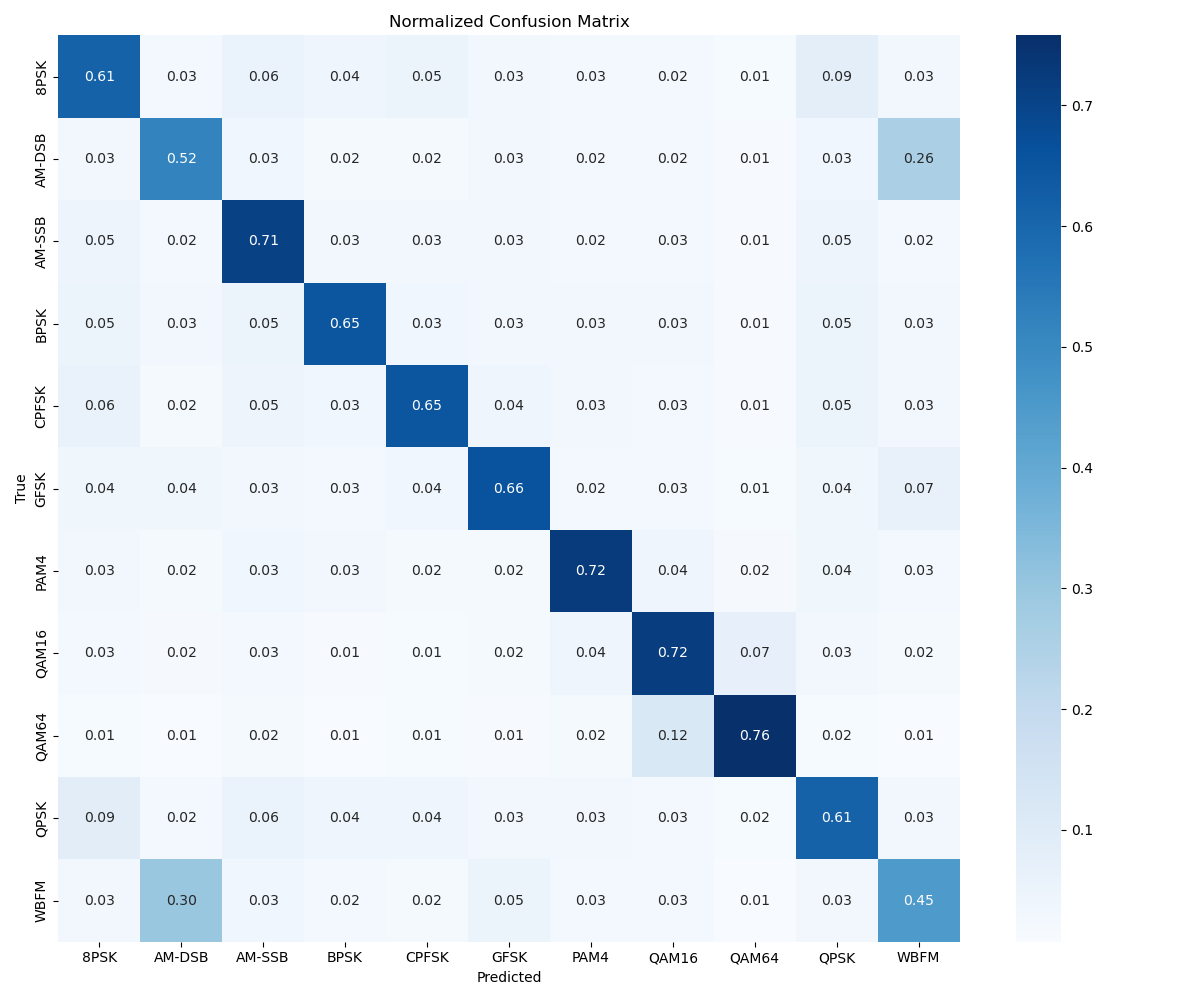 Normalized Confusion Matrix
8PSK 0.61 0.03 0.06 0.04 0.05 0.03 0.03 0.02 0.01 0.09 0.03
AM-DSB 0.03 0.52 0.03 0.02 0.02 0.03 0.02 0.02 0.01 0.03 0.26
AM-SSB 0.05 0.02 0.71 0.03 0.03 0.03 0.02 0.03 0.01 0.05 0.02
BPSK 0.05 0.03 0.05 0.65 0.03 0.03 0.03 0.03 0.01 0.05 0.03
CPFSK 0.06 0.02 0.05 0.03 0.65 0.04 0.03 0.03 0.01 0.05 0.03
GFSK 0.04 0.04 0.03 0.03 0.04 0.66 0.02 0.03 0.01 0.04 0.07
PAM4 0.03 0.02 0.03 0.03 0.02 0.02 0.72 0.04 0.02 0.04 0.03
QAM16 0.03 0.02 0.03 0.01 0.01 0.02 0.04 0.72 0.07 0.03 0.02
QAM64 0.01 0.01 0.02 0.01 0.01 0.01 0.02 0.12 0.76 0.02 0.01
QPSK 0.09 0.02 0.06 0.04 0.04 0.03 0.03 0.03 0.02 0.61 0.03
WBFM 0.03 0.30 0.03 0.02 0.02 0.05 0.03 0.03 0.01 0.03 0.45
8PSK AM-DSB AM-SSB BPSK CPFSK GFSK PAM4 QAM16 QAM64 QPSK WBFM
Predicted
True
0.7
0.6
0.5
0.4
0.3
0.2
0.1